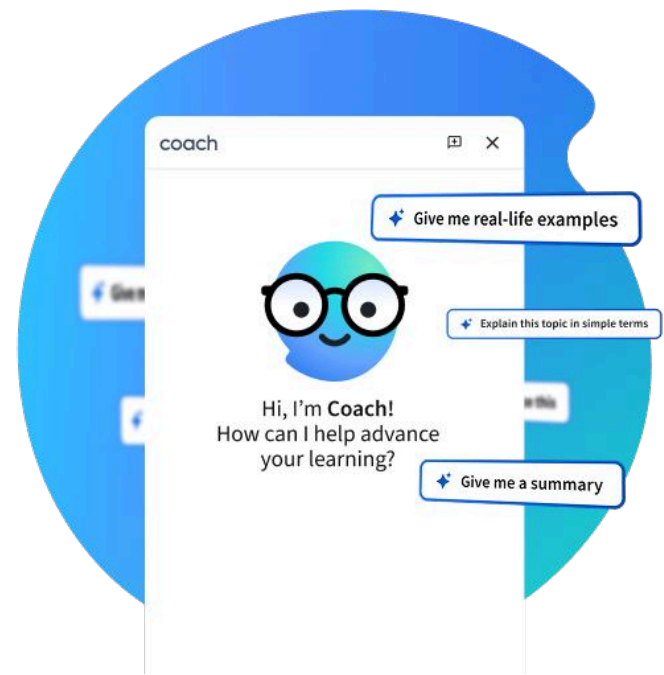 coach
Give me real-life examples
Explain this topic in simple terms
Hi, I'm Coach!
How can I help advance
your learning?
Give me a summary